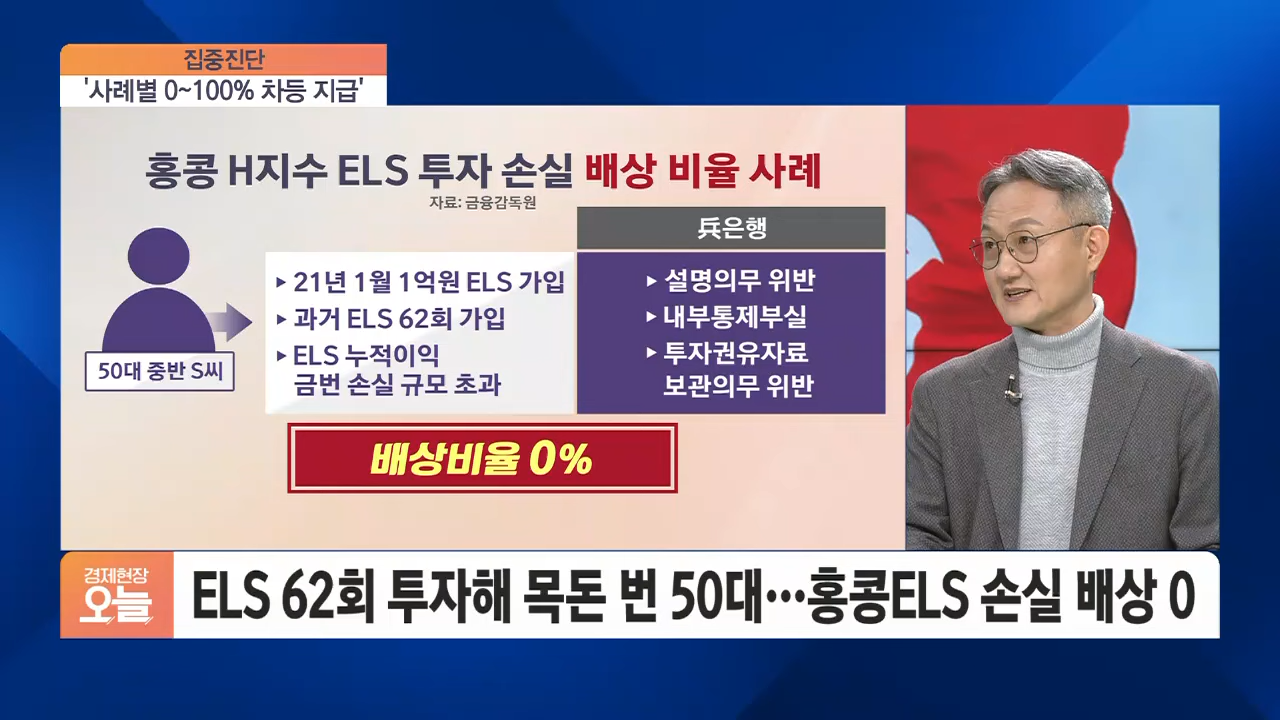 집중진단
'사례별 0~100% 차등 지급'
홍콩 H지수 ELS 투자 손실 배상 비율 사례
자료: 금융감독원
50대 중반 S씨
▸21년 1월 1억원 ELS 가입
▸과거 ELS 62회 가입
▸ELS 누적이익
금번 손실 규모 초과
兵은행
▸설명의무 위반
▸내부통제부실
▸투자권유자료
보관의무 위반
배상비율 0%
경제현장
오늘
ELS 62회 투자해 목돈 번 50대…홍콩ELS 손실 배상 0